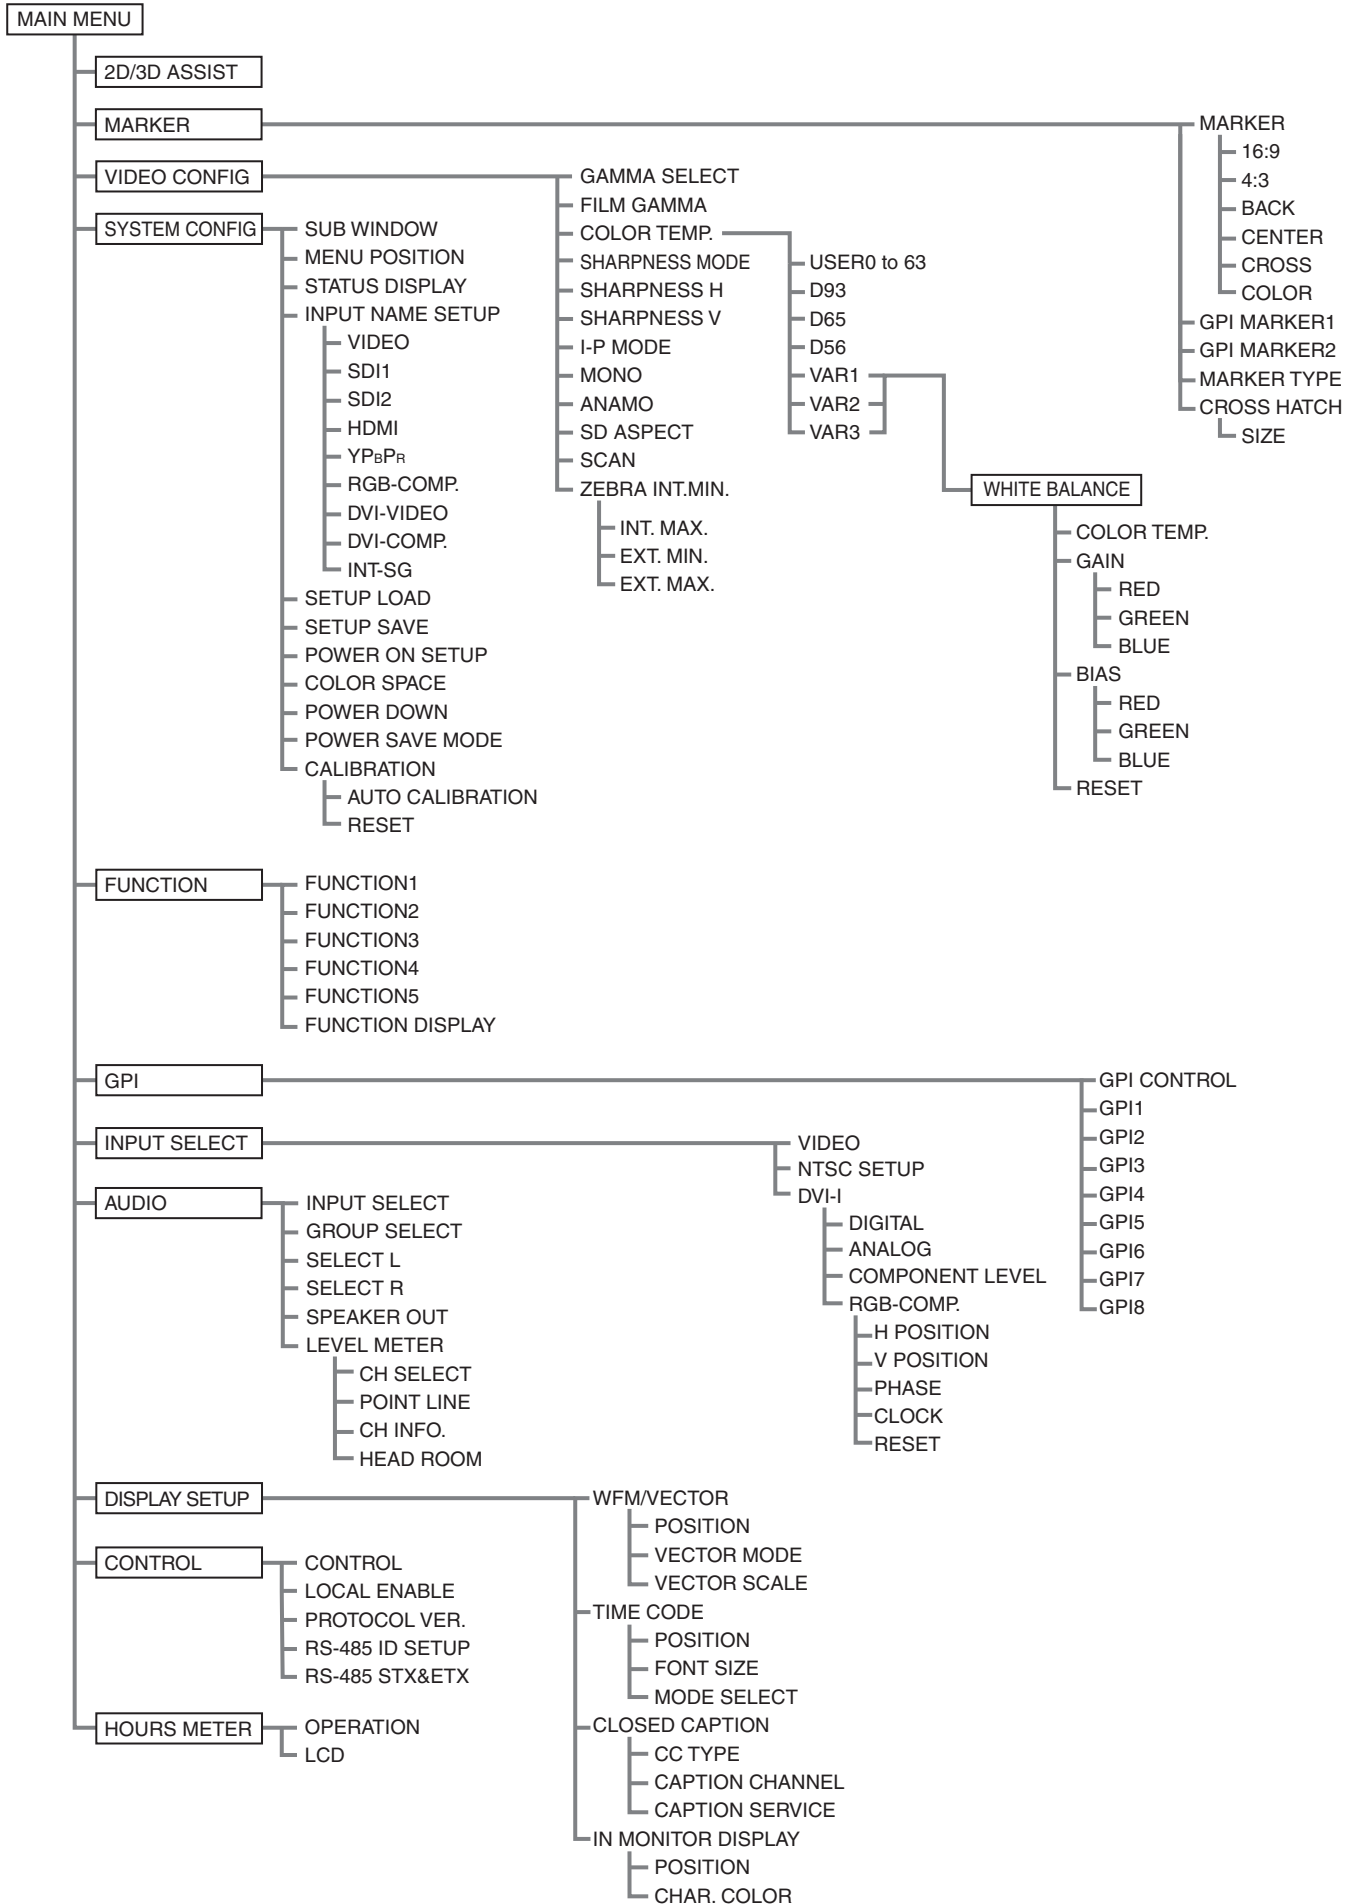 MAIN MENU
2D/3D ASSIST
MARKER
MARKER
16:9
4:3
BACK
CENTER
CROSS
COLOR
GPI MARKER1
GPI MARKER2
MARKER TYPE
CROSS HATCH
SIZE
VIDEO CONFIG
GAMMA SELECT
FILM GAMMA
COLOR TEMP.
SHARPNESS MODE
SHARPNESS H
SHARPNESS V
I-P MODE
MONO
ANAMO
SD ASPECT
SCAN
ZEBRA INT.MIN.
INT. MAX.
EXT. MIN.
EXT. MAX.
USER0 to 63
D93
D65
D56
VAR1
VAR2
VAR3
WHITE BALANCE
COLOR TEMP.
GAIN
RED
GREEN
BLUE
BIAS
RED
GREEN
BLUE
RESET
SYSTEM CONFIG
SUB WINDOW
MENU POSITION
STATUS DISPLAY
INPUT NAME SETUP
VIDEO
SDI1
SDI2
HDMI
YPBPR
RGB-COMP.
DVI-VIDEO
DVI-COMP.
INT-SG
SETUP LOAD
SETUP SAVE
POWER ON SETUP
COLOR SPACE
POWER DOWN
POWER SAVE MODE
CALIBRATION
AUTO CALIBRATION
RESET
FUNCTION
FUNCTION1
FUNCTION2
FUNCTION3
FUNCTION4
FUNCTION5
FUNCTION DISPLAY
GPI
GPI CONTROL
GPI1
GPI2
GPI3
GPI4
GPI5
GPI6
GPI7
GPI8
INPUT SELECT
VIDEO
NTSC SETUP
DVI-I
DIGITAL
ANALOG
COMPONENT LEVEL
RGB-COMP.
H POSITION
V POSITION
PHASE
CLOCK
RESET
AUDIO
INPUT SELECT
GROUP SELECT
SELECT L
SELECT R
SPEAKER OUT
LEVEL METER
CH SELECT
POINT LINE
CH INFO.
HEAD ROOM
DISPLAY SETUP
WFM/VECTOR
POSITION
VECTOR MODE
VECTOR SCALE
TIME CODE
POSITION
FONT SIZE
MODE SELECT
CLOSED CAPTION
CC TYPE
CAPTION CHANNEL
CAPTION SERVICE
IN MONITOR DISPLAY
POSITION
CHAR. COLOR
CONTROL
CONTROL
LOCAL ENABLE
PROTOCOL VER.
RS-485 ID SETUP
RS-485 STX&ETX
HOURS METER
OPERATION
LCD